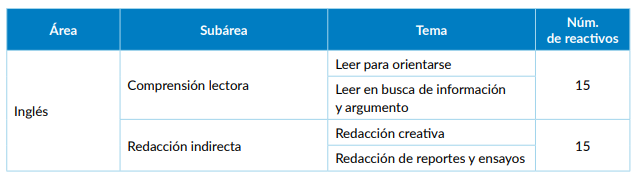 Área Subárea Tema Núm.
de reactivos
Inglés
Comprensión lectora
Leer para orientarse
Leer en busca de información
y argumento
15
Redacción indirecta
Redacción creativa
Redacción de reportes y ensayos
15